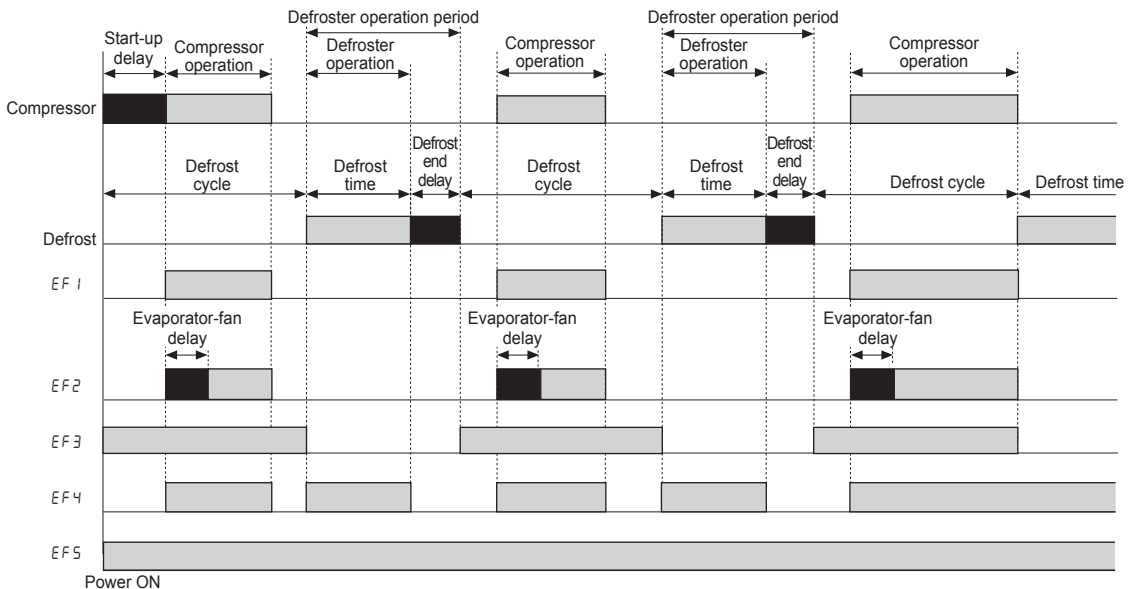 Defroster operation period
Defroster operation period
Start-up
delay
Compressor
operation
Defroster
operation
Compressor
operation
Defroster
operation
Compressor
operation
Compressor
Defrost
cycle
Defrost
time
Defrost
end
delay
Defrost
cycle
Defrost
time
Defrost
end
delay
Defrost cycle
Defrost time
Defrost
EF1
Evaporator-fan
delay
Evaporator-fan
delay
Evaporator-fan
delay
EF2
EF3
EF4
EF5
Power ON